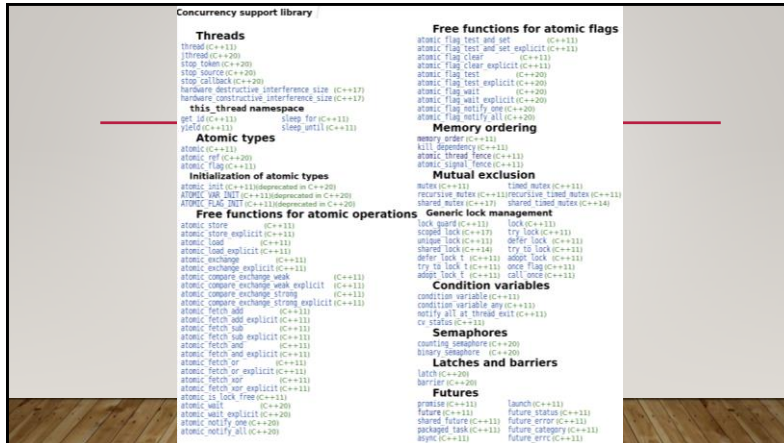 Concurrency support library
Threads
thread (C++11)
jthread (C++20)
stop_token (C++20)
stop_source (C++20)
stop_callback (C++20)
hardware_destructive_interference_size (C++17)
hardware_constructive_interference_size (C++17)
this_thread namespace
get_id (C++11) sleep_for (C++11)
yield (C++11) sleep_until (C++11)
Atomic types
atomic (C++11)
atomic_ref (C++20)
atomic_flag (C++11)
Initialization of atomic types
atomic_init (C++11)(deprecated in C++20)
ATOMIC_VAR_INIT (C++11)(deprecated in C++20)
ATOMIC_FLAG_INIT (C++11)(deprecated in C++20)
Free functions for atomic operations
atomic_store (C++11)
atomic_store_explicit (C++11)
atomic_load (C++11)
atomic_load_explicit (C++11)
atomic_exchange (C++11)
atomic_exchange_explicit (C++11)
atomic_compare_exchange_weak (C++11)
atomic_compare_exchange_weak_explicit (C++11)
atomic_compare_exchange_strong (C++11)
atomic_compare_exchange_strong_explicit (C++11)
atomic_fetch_add (C++11)
atomic_fetch_add_explicit (C++11)
atomic_fetch_sub (C++11)
atomic_fetch_sub_explicit (C++11)
atomic_fetch_and (C++11)
atomic_fetch_and_explicit (C++11)
atomic_fetch_or (C++11)
atomic_fetch_or_explicit (C++11)
atomic_fetch_xor (C++11)
atomic_fetch_xor_explicit (C++11)
atomic_is_lock_free (C++11)
atomic_wait (C++20)
atomic_wait_explicit (C++20)
atomic_notify_one (C++20)
atomic_notify_all (C++20)
Free functions for atomic flags
atomic_flag_test_and_set (C++11)
atomic_flag_test_and_set_explicit (C++11)
atomic_flag_clear (C++11)
atomic_flag_clear_explicit (C++11)
atomic_flag_test (C++20)
atomic_flag_test_explicit (C++20)
atomic_flag_wait (C++20)
atomic_flag_wait_explicit (C++20)
atomic_flag_notify_one (C++20)
atomic_flag_notify_all (C++20)
Memory ordering
memory_order (C++11)
kill_dependency (C++11)
atomic_thread_fence (C++11)
atomic_signal_fence (C++11)
Mutual exclusion
mutex (C++11) timed_mutex (C++11)
recursive_mutex (C++11) recursive_timed_mutex (C++11)
shared_mutex (C++17) shared_timed_mutex (C++14)
Generic lock management
lock_guard (C++11) lock (C++11)
scoped_lock (C++17) try_lock (C++11)
unique_lock (C++11) defer_lock (C++11)
shared_lock (C++14) try_to_lock (C++11)
defer_lock_t (C++11) adopt_lock (C++11)
try_to_lock_t (C++11) once_flag (C++11)
adopt_lock_t (C++11) call_once (C++11)
Condition variables
condition_variable (C++11)
condition_variable_any (C++11)
notify_all_at_thread_exit (C++11)
cv_status (C++11)
Semaphores
counting_semaphore (C++20)
binary_semaphore (C++20)
Latches and barriers
latch (C++20)
barrier (C++20)
Futures
promise (C++11) launch (C++11)
future (C++11) future_status (C++11)
shared_future (C++11) future_error (C++11)
packaged_task (C++11) future_category (C++11)
async (C++11) future_errc (C++11)